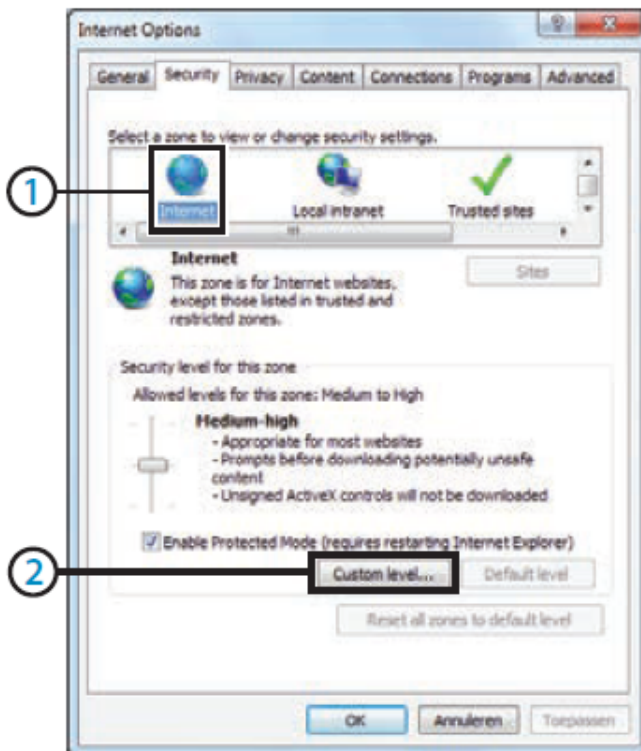 Internet Options
General Security Privacy Content Connections Programs Advanced
Select a zone to view or change security settings.
1
Internet Local intranet Trusted sites
Internet
Sites
This zone is for Internet websites,
except those listed in trusted and
restricted zones.
Security level for this zone
Allowed levels for this zone: Medium to High
Medium-high
- Appropriate for most websites
- Prompts before downloading potentially unsafe
content
- Unsigned ActiveX controls will not be downloaded
Enable Protected Mode (requires restarting Internet Explorer)
2
Custom level... Default level
Reset all zones to default level
OK Annuleren Toepassen